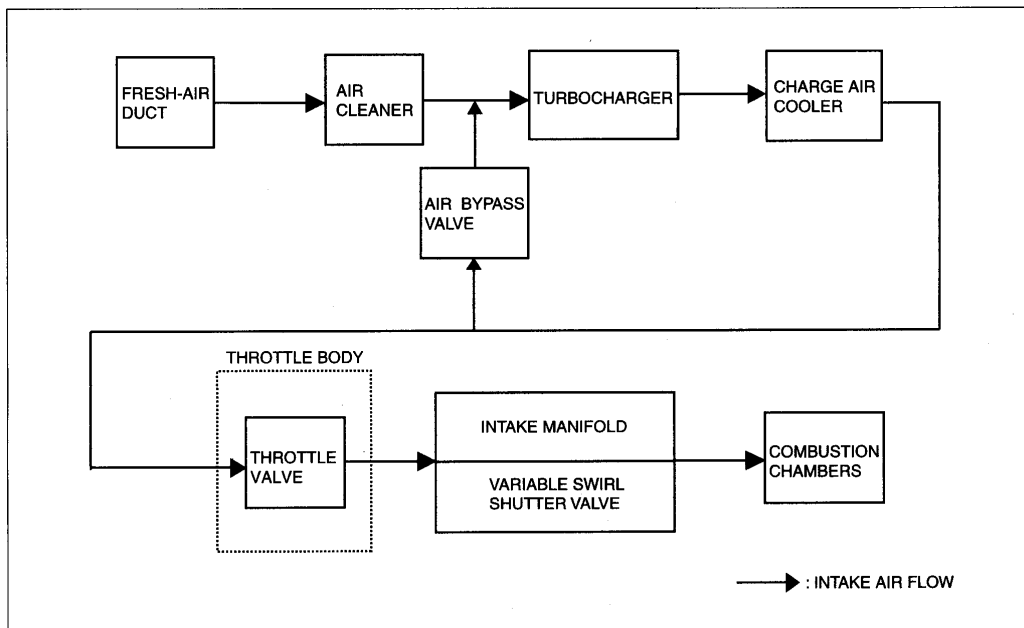 FRESH-AIR
DUCT
AIR
CLEANER
TURBOCHARGER
CHARGE AIR
COOLER
AIR BYPASS
VALVE
THROTTLE BODY
THROTTLE
VALVE
INTAKE MANIFOLD
VARIABLE SWIRL
SHUTTER VALVE
COMBUSTION
CHAMBERS
: INTAKE AIR FLOW